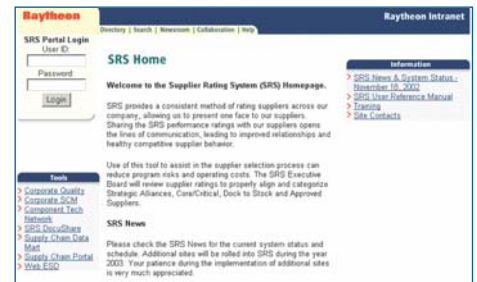 Raytheon
Raytheon Intranet
Directory | Search | Newsroom | Collaboration | Help
SRS Portal Login
User ID:
Password:
Login
Tools
Corporate Quality
Corporate SCM
Component Tech
Network
SRS DocuShare
Supply Chain Data
Mart
Supply Chain Portal
Web ESD
SRS Home
Welcome to the Supplier Rating System (SRS) Homepage.
SRS provides a consistent method of rating suppliers across our
company, allowing us to present one face to our suppliers.
Sharing the SRS performance ratings with our suppliers opens
the lines of communication, leading to improved relationships and
healthy competitive supplier behavior.
Use of this tool to assist in the supplier selection process can
reduce program risks and operating costs. The SRS Executive
Board will review supplier ratings to properly align and categorize
Strategic Alliances, Core/Critical, Dock to Stock and Approved
Suppliers.
SRS News
Please check the SRS News for the current system status and
schedule. Additional sites will be rolled into SRS during the year
2003. Your patience during the implementation of additional sites
is very much appreciated.
Information
SRS News & System Status -
November 18, 2002
SRS User Reference Manual
Training
Site Contacts